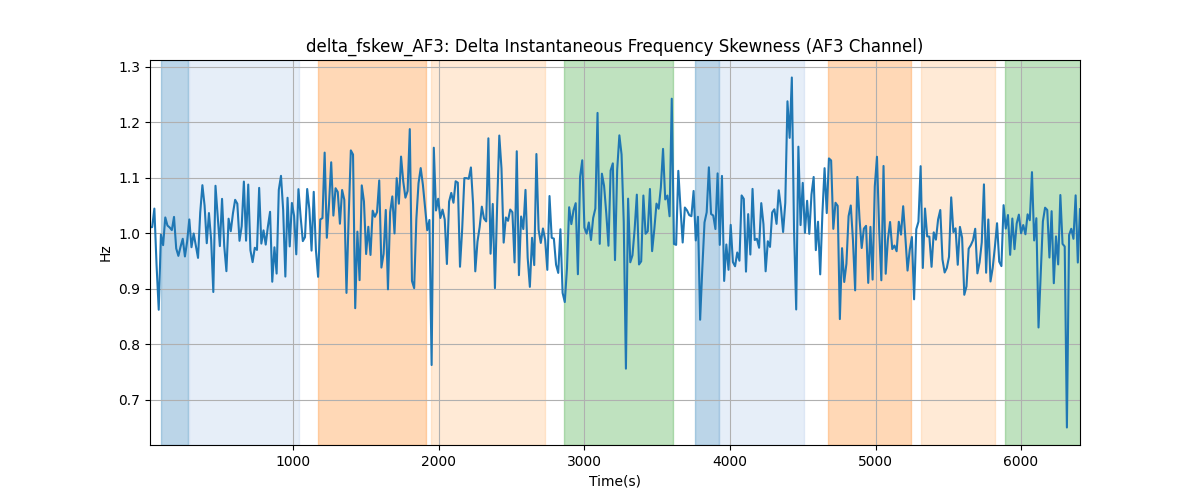 delta_fskew_AF3: Delta Instantaneous Frequency Skewness (AF3 Channel)
1.3
1.2
1.1
1.0
0.9
0.8
0.7
Hz
1000 2000 3000 4000 5000 6000
Time(s)